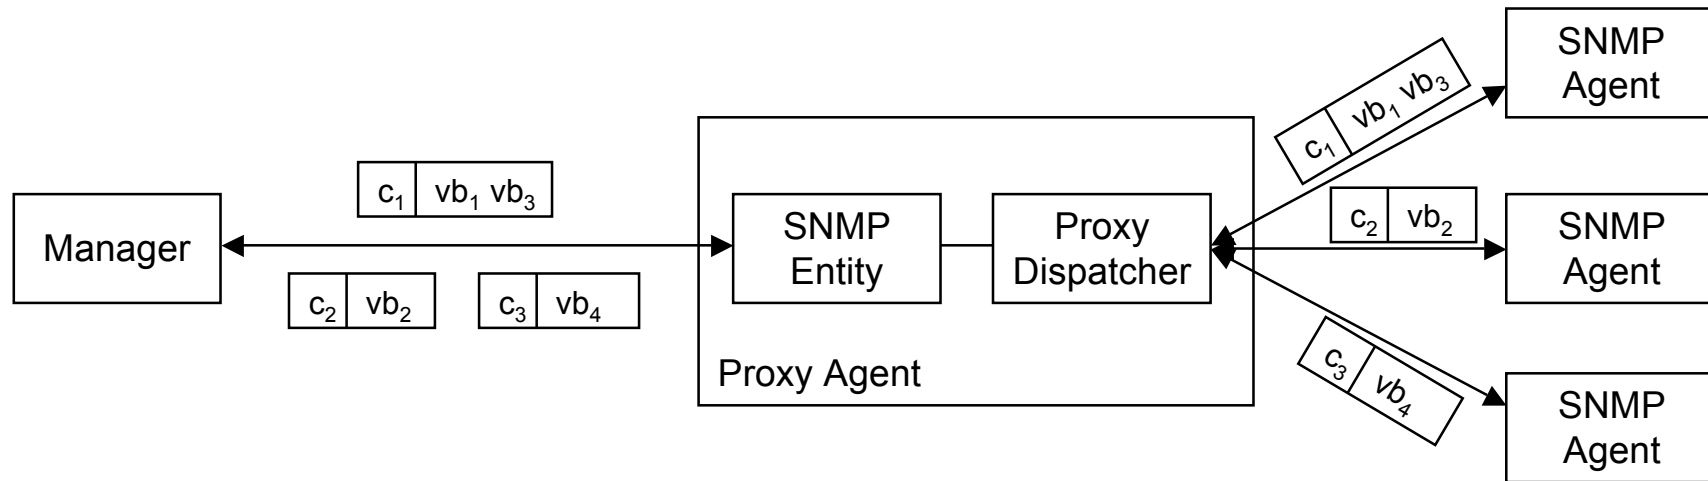 Manager
c₁ vb₁ vb₃
c₂ vb₂
c₃ vb₄
SNMP
Entity
Proxy
Dispatcher
Proxy Agent
c₁ vb₁ vb₃
c₂ vb₂
c₃ vb₄
SNMP
Agent
SNMP
Agent
SNMP
Agent